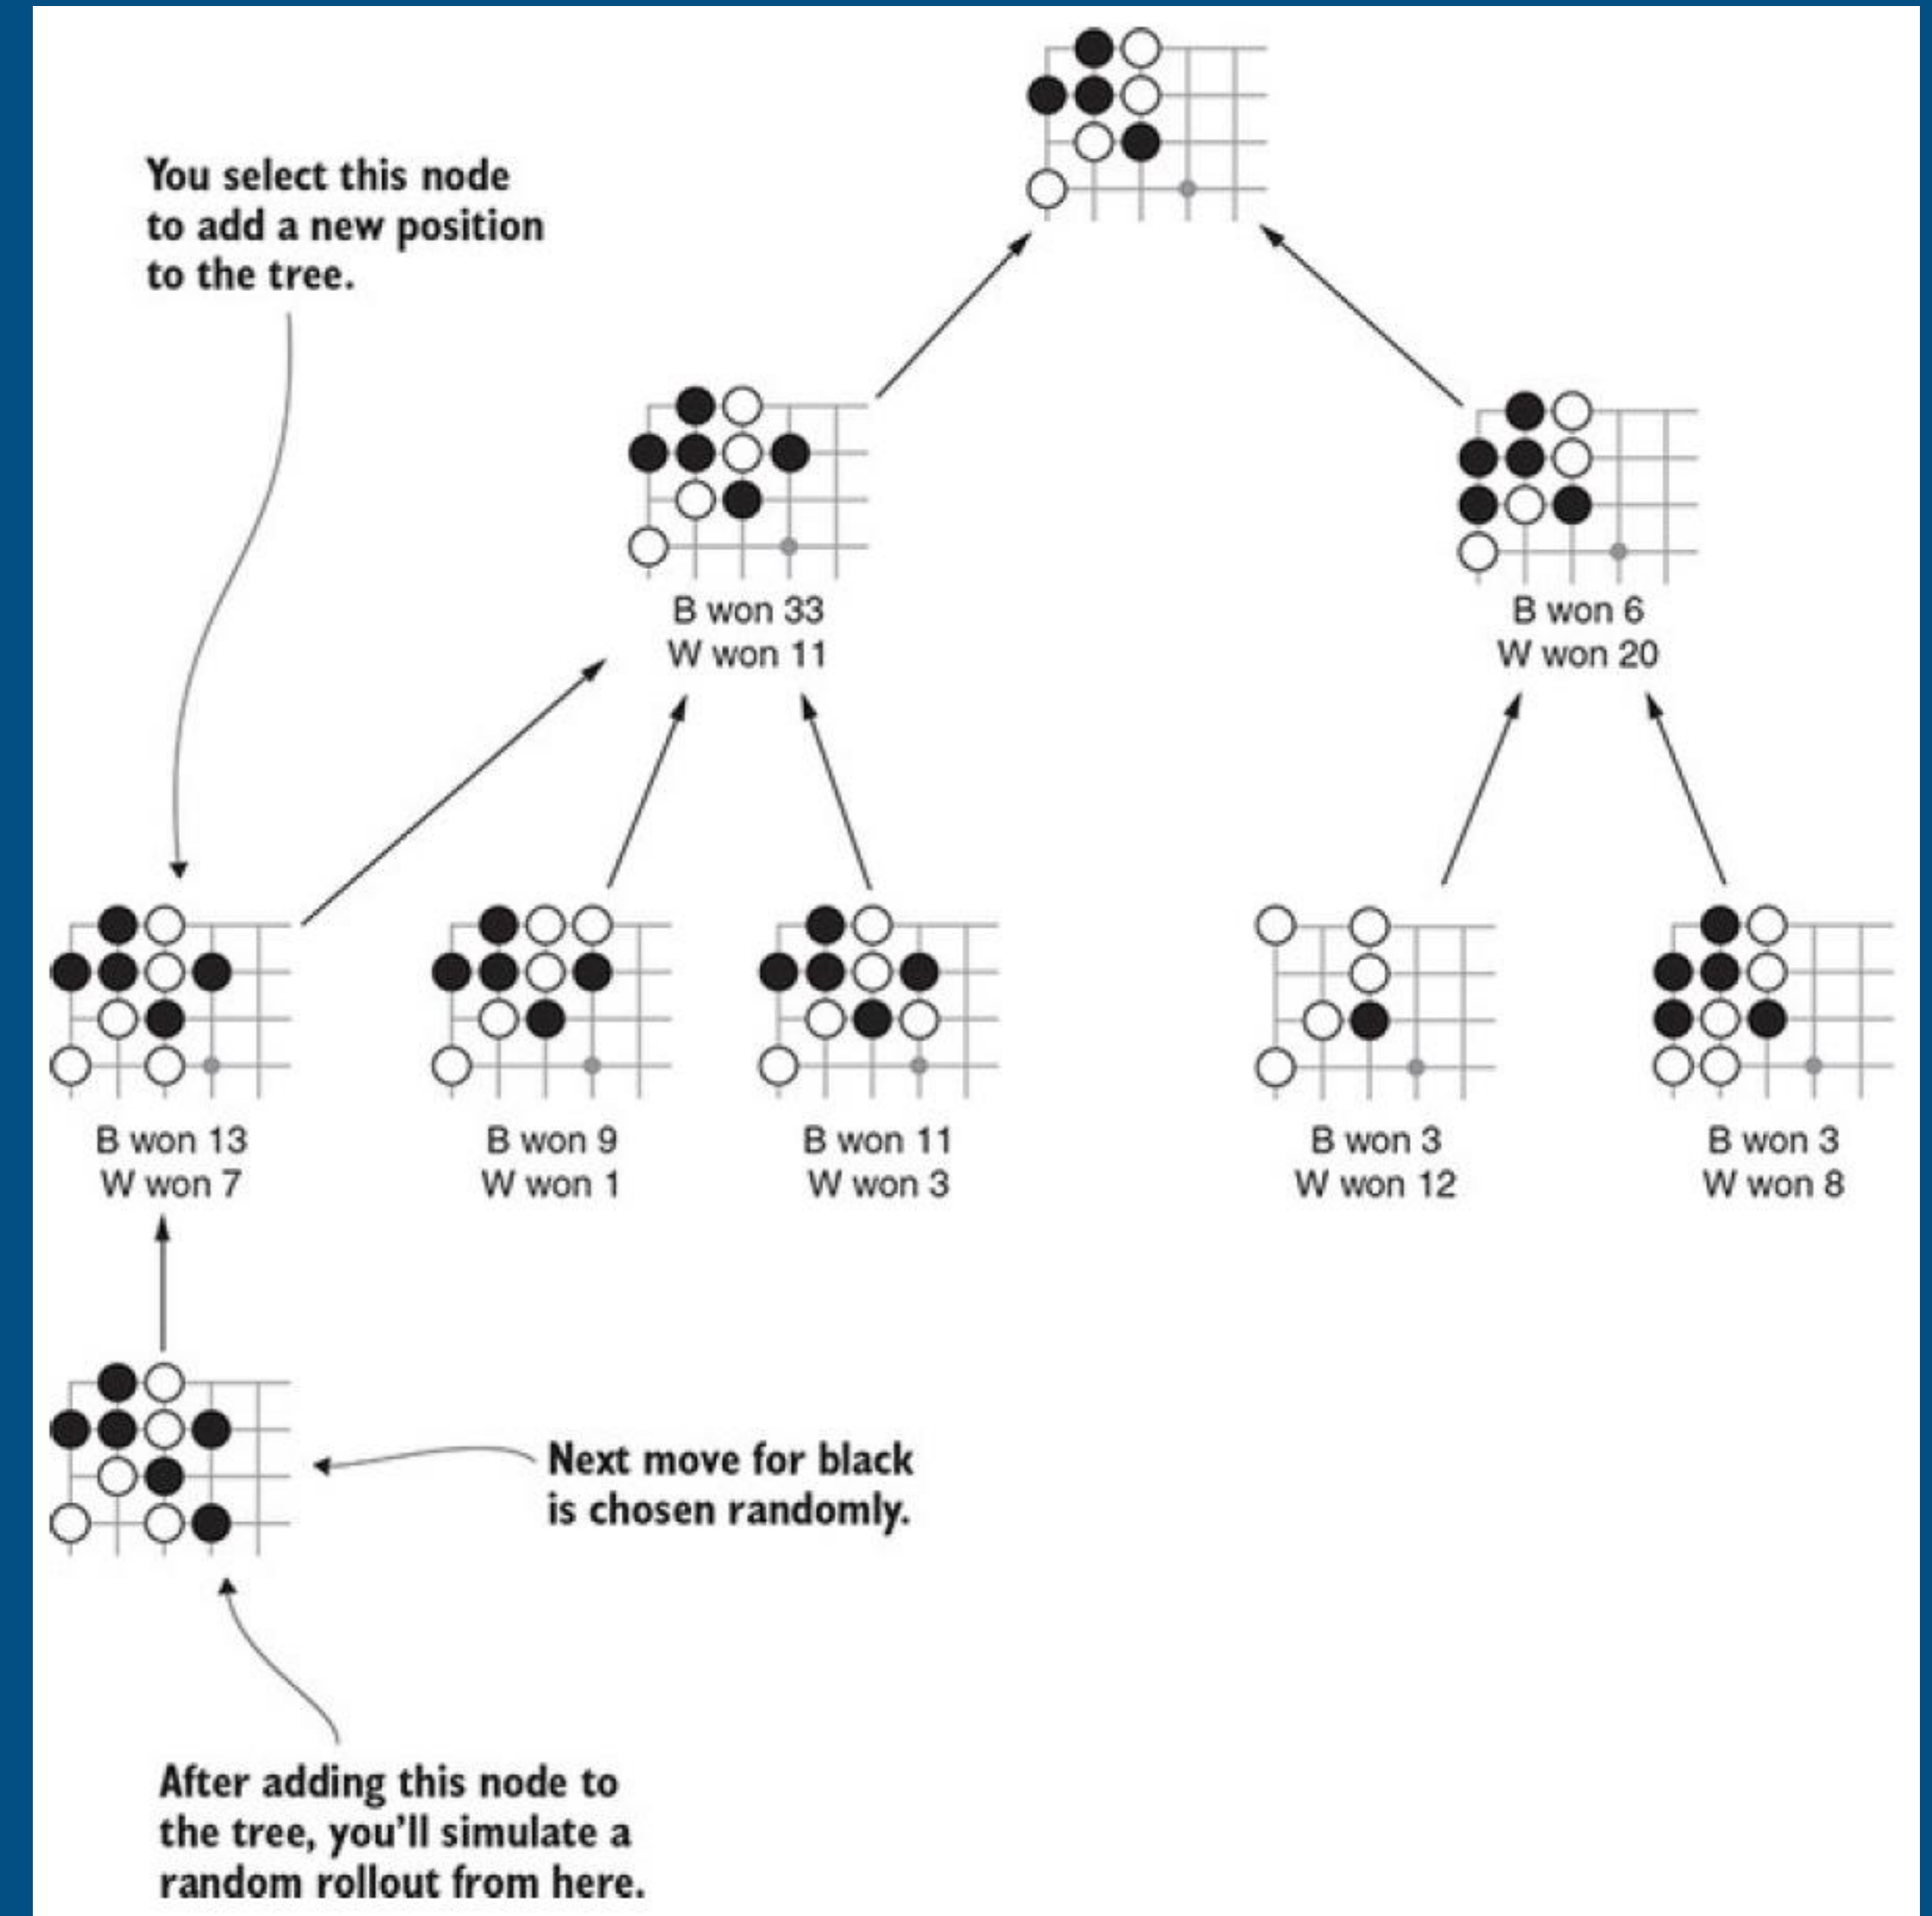 You select this node
to add a new position
to the tree.
B won 33
W won 11
B won 6
W won 20
B won 13
W won 7
B won 9
W won 1
B won 11
W won 3
B won 3
W won 12
B won 3
W won 8
Next move for black
is chosen randomly.
After adding this node to
the tree, you’ll simulate a
random rollout from here.